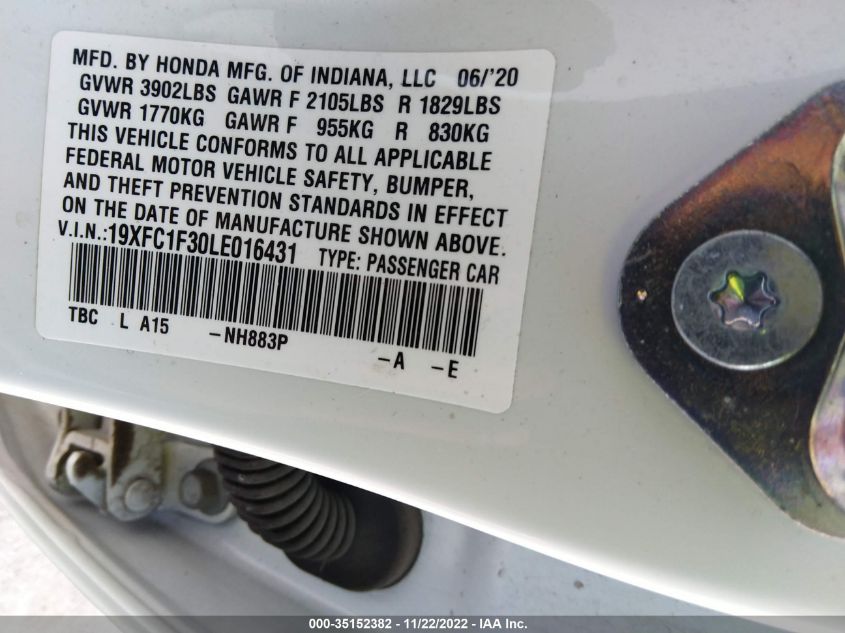 MFD. BY HONDA MFG. OF INDIANA, LLC 06/'20
GVWR 3902LBS GAWR F 2105LBS R 1829LBS
GVWR 1770KG GAWR F 955KG R 830KG
THIS VEHICLE CONFORMS TO ALL APPLICABLE
FEDERAL MOTOR VEHICLE SAFETY, BUMPER,
AND THEFT PREVENTION STANDARDS IN EFFECT
ON THE DATE OF MANUFACTURE SHOWN ABOVE.
V.I.N.:19XFC1F30LE016431 TYPE: PASSENGER CAR
TBC L A15 -NH883P -A -E
000-35152382 - 11/22/2022 - IAA Inc.